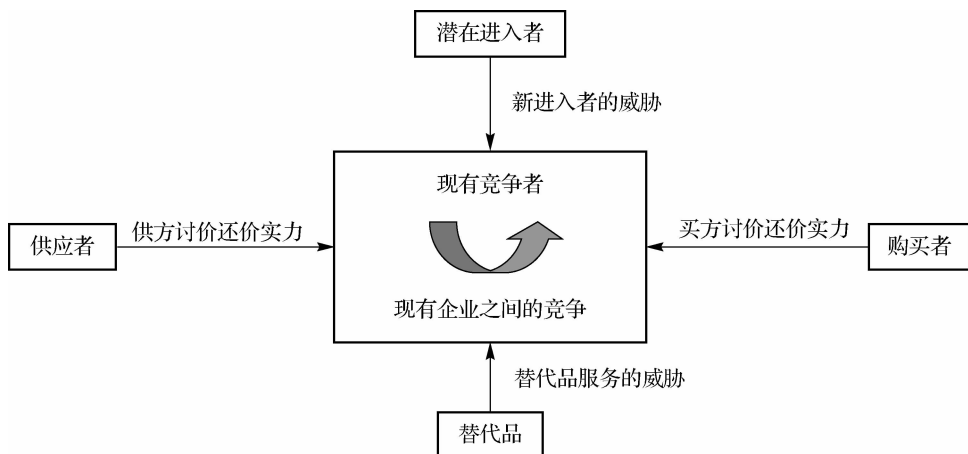 潜在进入者
新进入者的威胁
现有竞争者
供应者
供方讨价还价实力
买方讨价还价实力
购买者
现有企业之间的竞争
替代品服务的威胁
替代品